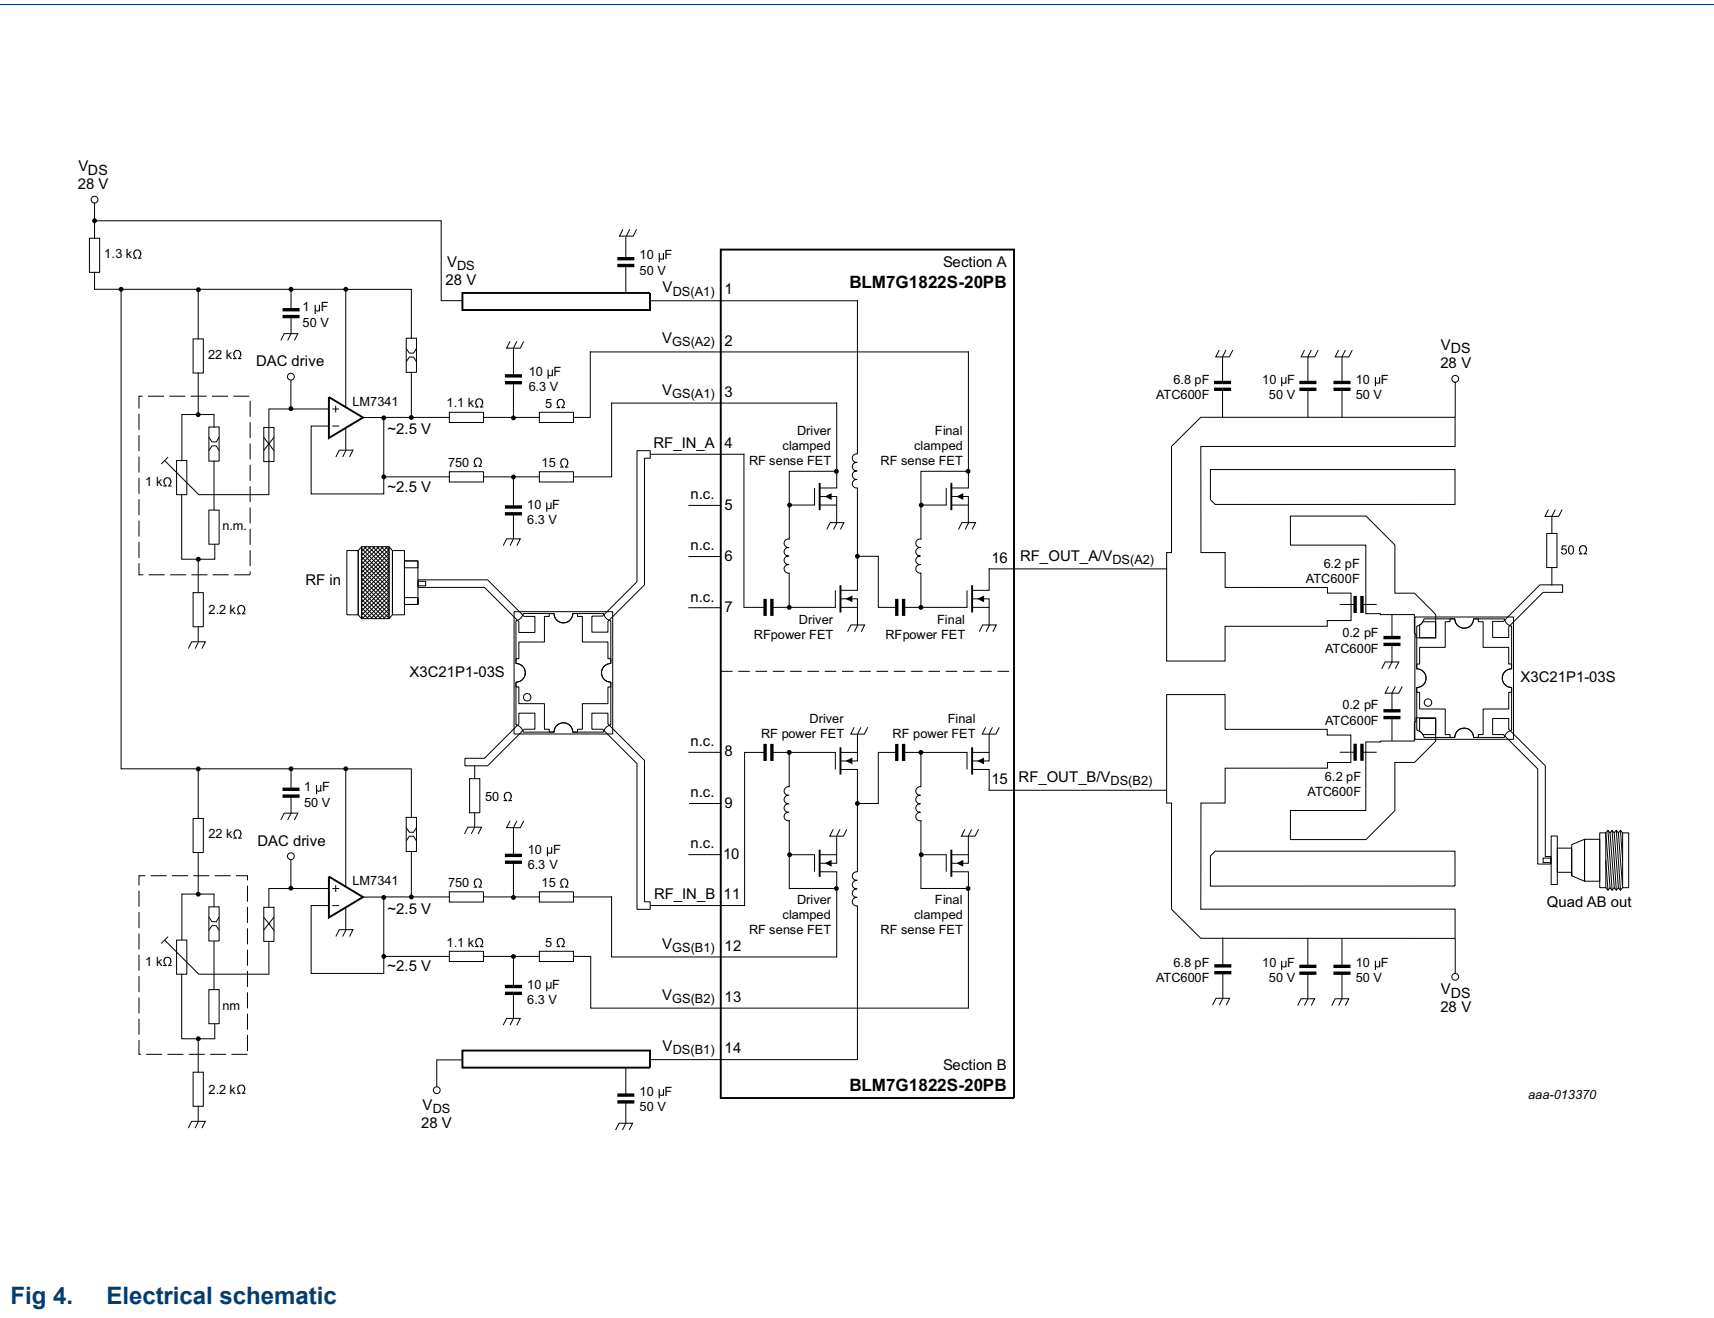 VDS
28 V
1.3 kΩ
VDS
28 V
10 µF
50 V
VDS(A1)
1
Section A
BLM7G1822S-20PB
1 µF
50 V
22 kΩ
DAC drive
VGS(A2)
2
10 µF
6.3 V
LM7341
~2.5 V
1.1 kΩ
5 Ω
VGS(A1)
3
RF_IN_A
4
750 Ω
15 Ω
~2.5 V
1 kΩ
n.m.
10 µF
6.3 V
2.2 kΩ
RF in
n.c.
5
n.c.
6
n.c.
7
Driver
clamped
RF sense FET
Final
clamped
RF sense FET
Driver
RFpower FET
Final
RFpower FET
16
RF_OUT_A/VDS(A2)
6.8 pF
ATC600F
10 µF
50 V
10 µF
50 V
VDS
28 V
6.2 pF
ATC600F
0.2 pF
ATC600F
50 Ω
X3C21P1-03S
X3C21P1-03S
0.2 pF
ATC600F
6.2 pF
ATC600F
Driver
RF power FET
Final
RF power FET
15
RF_OUT_B/VDS(B2)
n.c.
8
n.c.
9
n.c.
10
RF_IN_B
11
50 Ω
1 µF
50 V
22 kΩ
DAC drive
10 µF
6.3 V
LM7341
~2.5 V
750 Ω
15 Ω
Driver
clamped
RF sense FET
Final
clamped
RF sense FET
Quad AB out
VGS(B1)
12
1.1 kΩ
5 Ω
~2.5 V
1 kΩ
nm
10 µF
6.3 V
VGS(B2)
13
6.8 pF
ATC600F
10 µF
50 V
10 µF
50 V
VDS
28 V
VDS(B1)
14
Section B
BLM7G1822S-20PB
2.2 kΩ
VDS
28 V
10 µF
50 V
aaa-013370
Fig 4. Electrical schematic